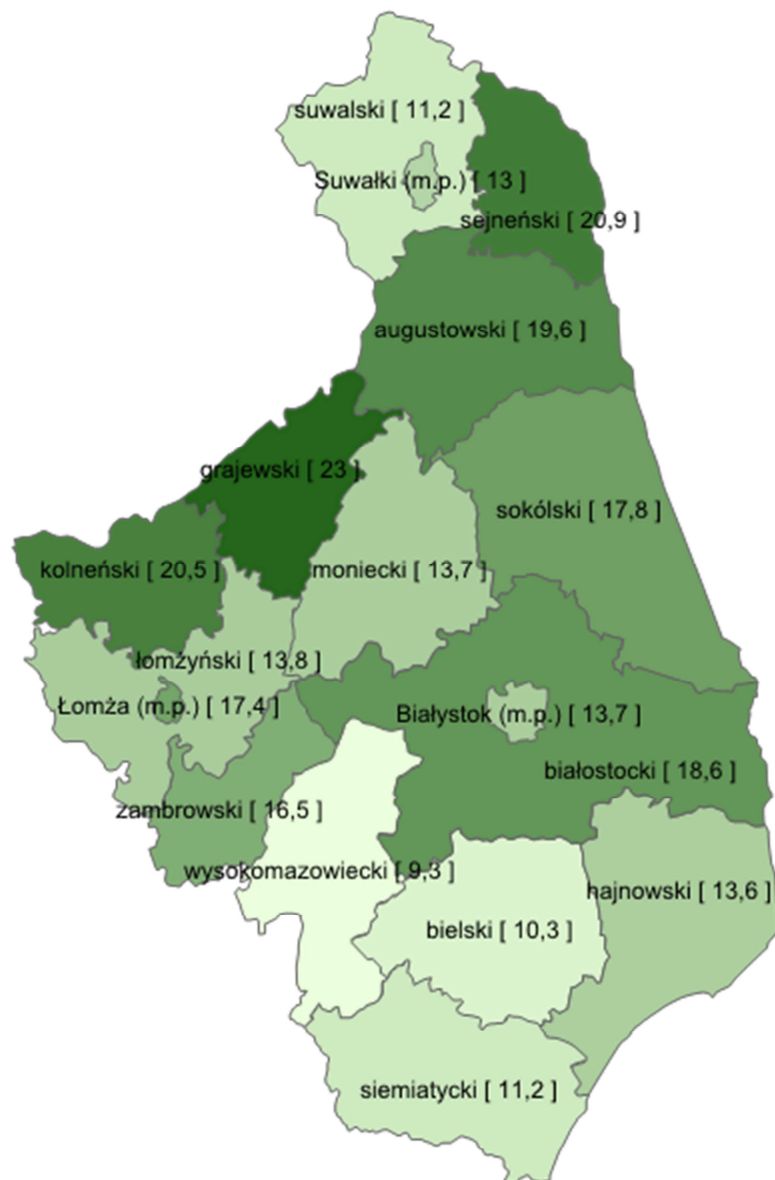 suwalski [ 11,2 ]
Suwałki (m.p.) [ 13 ]
sejneński [ 20,9 ]
augustowski [ 19,6 ]
grajewski [ 23 ]
sokólski [ 17,8 ]
kolneński [ 20,5 ]
moniecki [ 13,7 ]
łomżyński [ 13,8 ]
Łomża (m.p.) [ 17,4 ]
Białystok (m.p.) [ 13,7 ]
białostocki [ 18,6 ]
zambrowski [ 16,5 ]
wysokomazowiecki [ 9,3 ]
hajnowski [ 13,6 ]
bielski [ 10,3 ]
siemiatycki [ 11,2 ]